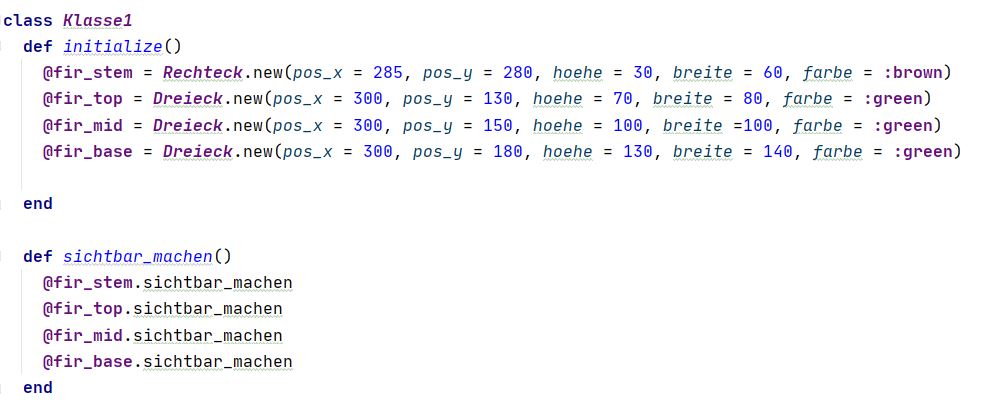 class Klasse1
def initialize()
@fir_stem = Rechteck.new(pos_x = 285, pos_y = 280, hoehe = 30, breite = 60, farbe = :brown)
@fir_top = Dreieck.new(pos_x = 300, pos_y = 130, hoehe = 70, breite = 80, farbe = :green)
@fir_mid = Dreieck.new(pos_x = 300, pos_y = 150, hoehe = 100, breite =100, farbe = :green)
@fir_base = Dreieck.new(pos_x = 300, pos_y = 180, hoehe = 130, breite = 140, farbe = :green)
end
def sichtbar_machen()
@fir_stem.sichtbar_machen
@fir_top.sichtbar_machen
@fir_mid.sichtbar_machen
@fir_base.sichtbar_machen
end